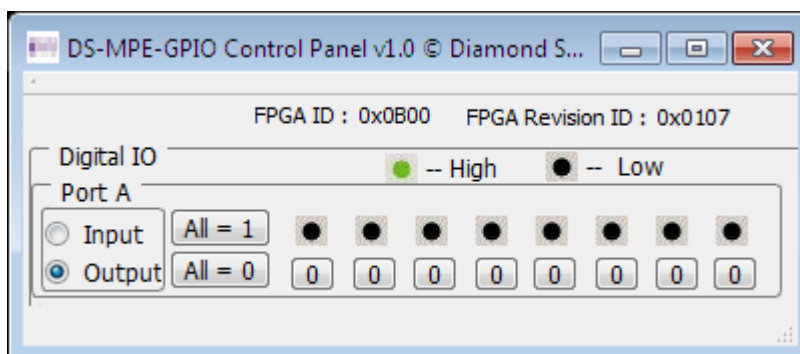 DS-MPE-GPIO Control Panel v1.0 © Diamond S...
FPGA ID : 0x0B00 FPGA Revision ID : 0x0107
Digital IO
-- High -- Low
Port A
Input All = 1
Output All = 0 0 0 0 0 0 0 0 0